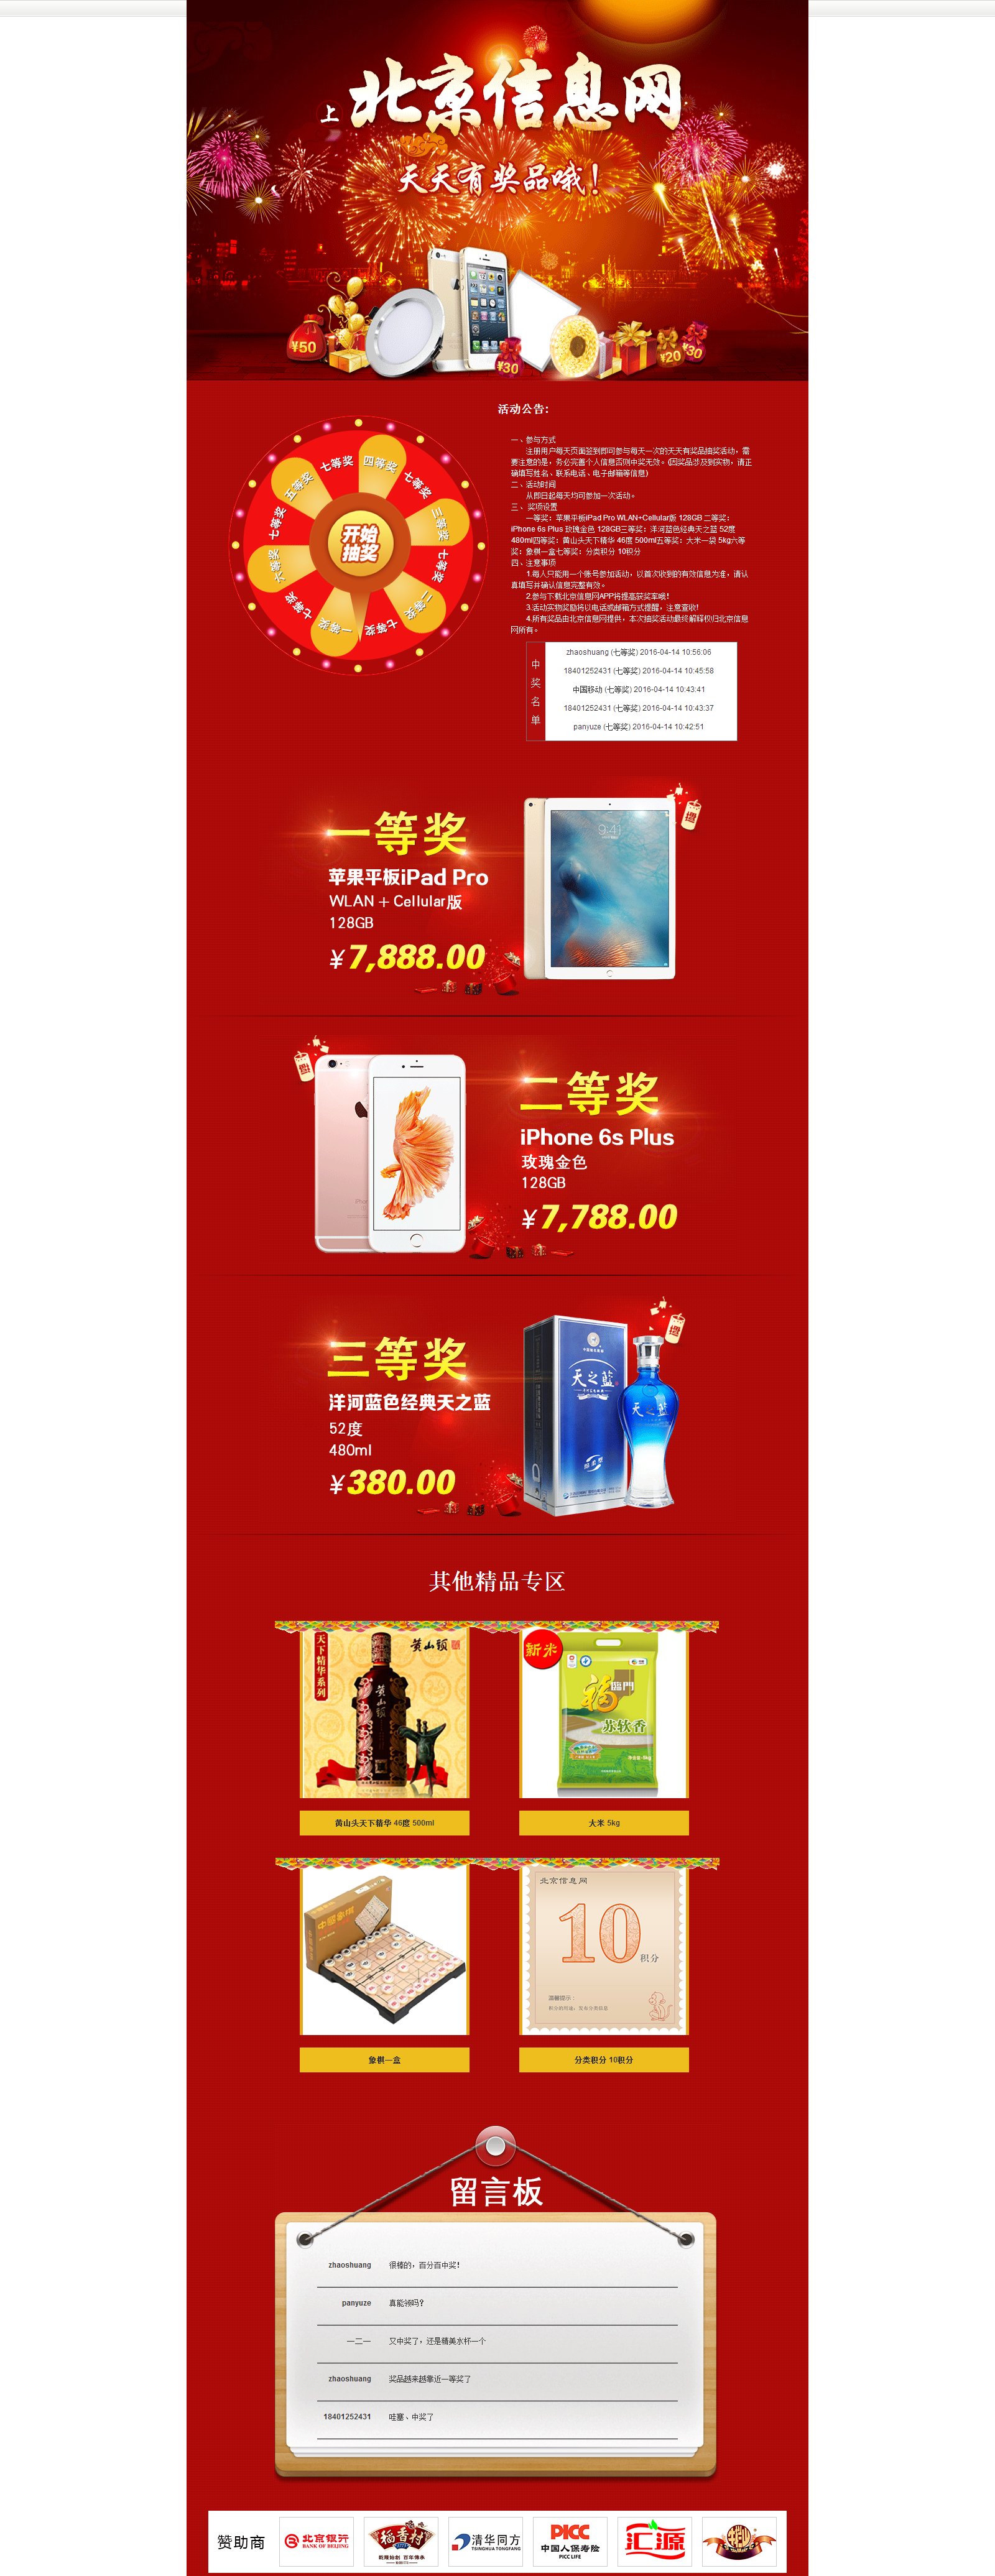 上 北京信息网
天天有奖品哦！
¥50
¥30
¥20
¥30
活动公告：
四等奖
七等奖
三等奖
七等奖
二等奖
七等奖
一等奖
七等奖
六等奖
七等奖
五等奖
七等奖
开始
抽奖
一、参与方式
注册用户每天页面签到即可参与每天一次的天天有奖品抽奖活动，需
要注意的是，务必完善个人信息否则中奖无效。(因奖品涉及到实物，请正
确填写姓名、联系电话、电子邮箱等信息）
二、活动时间
从即日起每天均可参加一次活动。
三、奖项设置
一等奖：苹果平板iPad Pro WLAN+Cellular版 128GB 二等奖：
iPhone 6s Plus 玫瑰金色 128GB三等奖：洋河蓝色经典天之蓝 52度
480ml四等奖：黄山头天下精华 46度 500ml五等奖：大米一袋 5kg六等
奖：象棋一盒七等奖：分类积分 10积分
四、注意事项
1.每人只能用一个账号参加活动，以首次收到的有效信息为准，请认
真填写并确认信息完整有效。
2.参与下载北京信息网APP将提高获奖率哦！
3.活动实物奖励将以电话或邮箱方式提醒，注意查收!
4.所有奖品由北京信息网提供，本次抽奖活动最终解释权归北京信息
网所有。
中奖名单
zhaoshuang (七等奖) 2016-04-14 10:56:06
18401252431 (七等奖) 2016-04-14 10:45:58
中国移动 (七等奖) 2016-04-14 10:43:41
18401252431 (七等奖) 2016-04-14 10:43:37
panyuze (七等奖) 2016-04-14 10:42:51
一等奖
苹果平板iPad Pro
WLAN + Cellular版
128GB
¥7,888.00
9:41
二等奖
iPhone 6s Plus
玫瑰金色
128GB
¥7,788.00
三等奖
洋河蓝色经典天之蓝
52度
480ml
¥380.00
天之蓝
天之蓝
其他精品专区
天下精华系列
黄山头
新米
福临門
苏软香
黄山头天下精华 46度 500ml
大米 5kg
中国象棋
北京信息网
10积分
温馨提示：
象棋一盒
分类积分 10积分
留言板
zhaoshuang 很棒的，百分百中奖！
panyuze 真能领吗？
一二一 又中奖了，还是精美水杯一个
zhaoshuang 奖品越来越靠近一等奖了
18401252431 哇塞、中奖了
赞助商
北京银行
BANK OF BEIJING
稻香村
清华同方
TSINGHUA TONGFANG
PICC
中国人保寿险
PICC LIFE
汇源